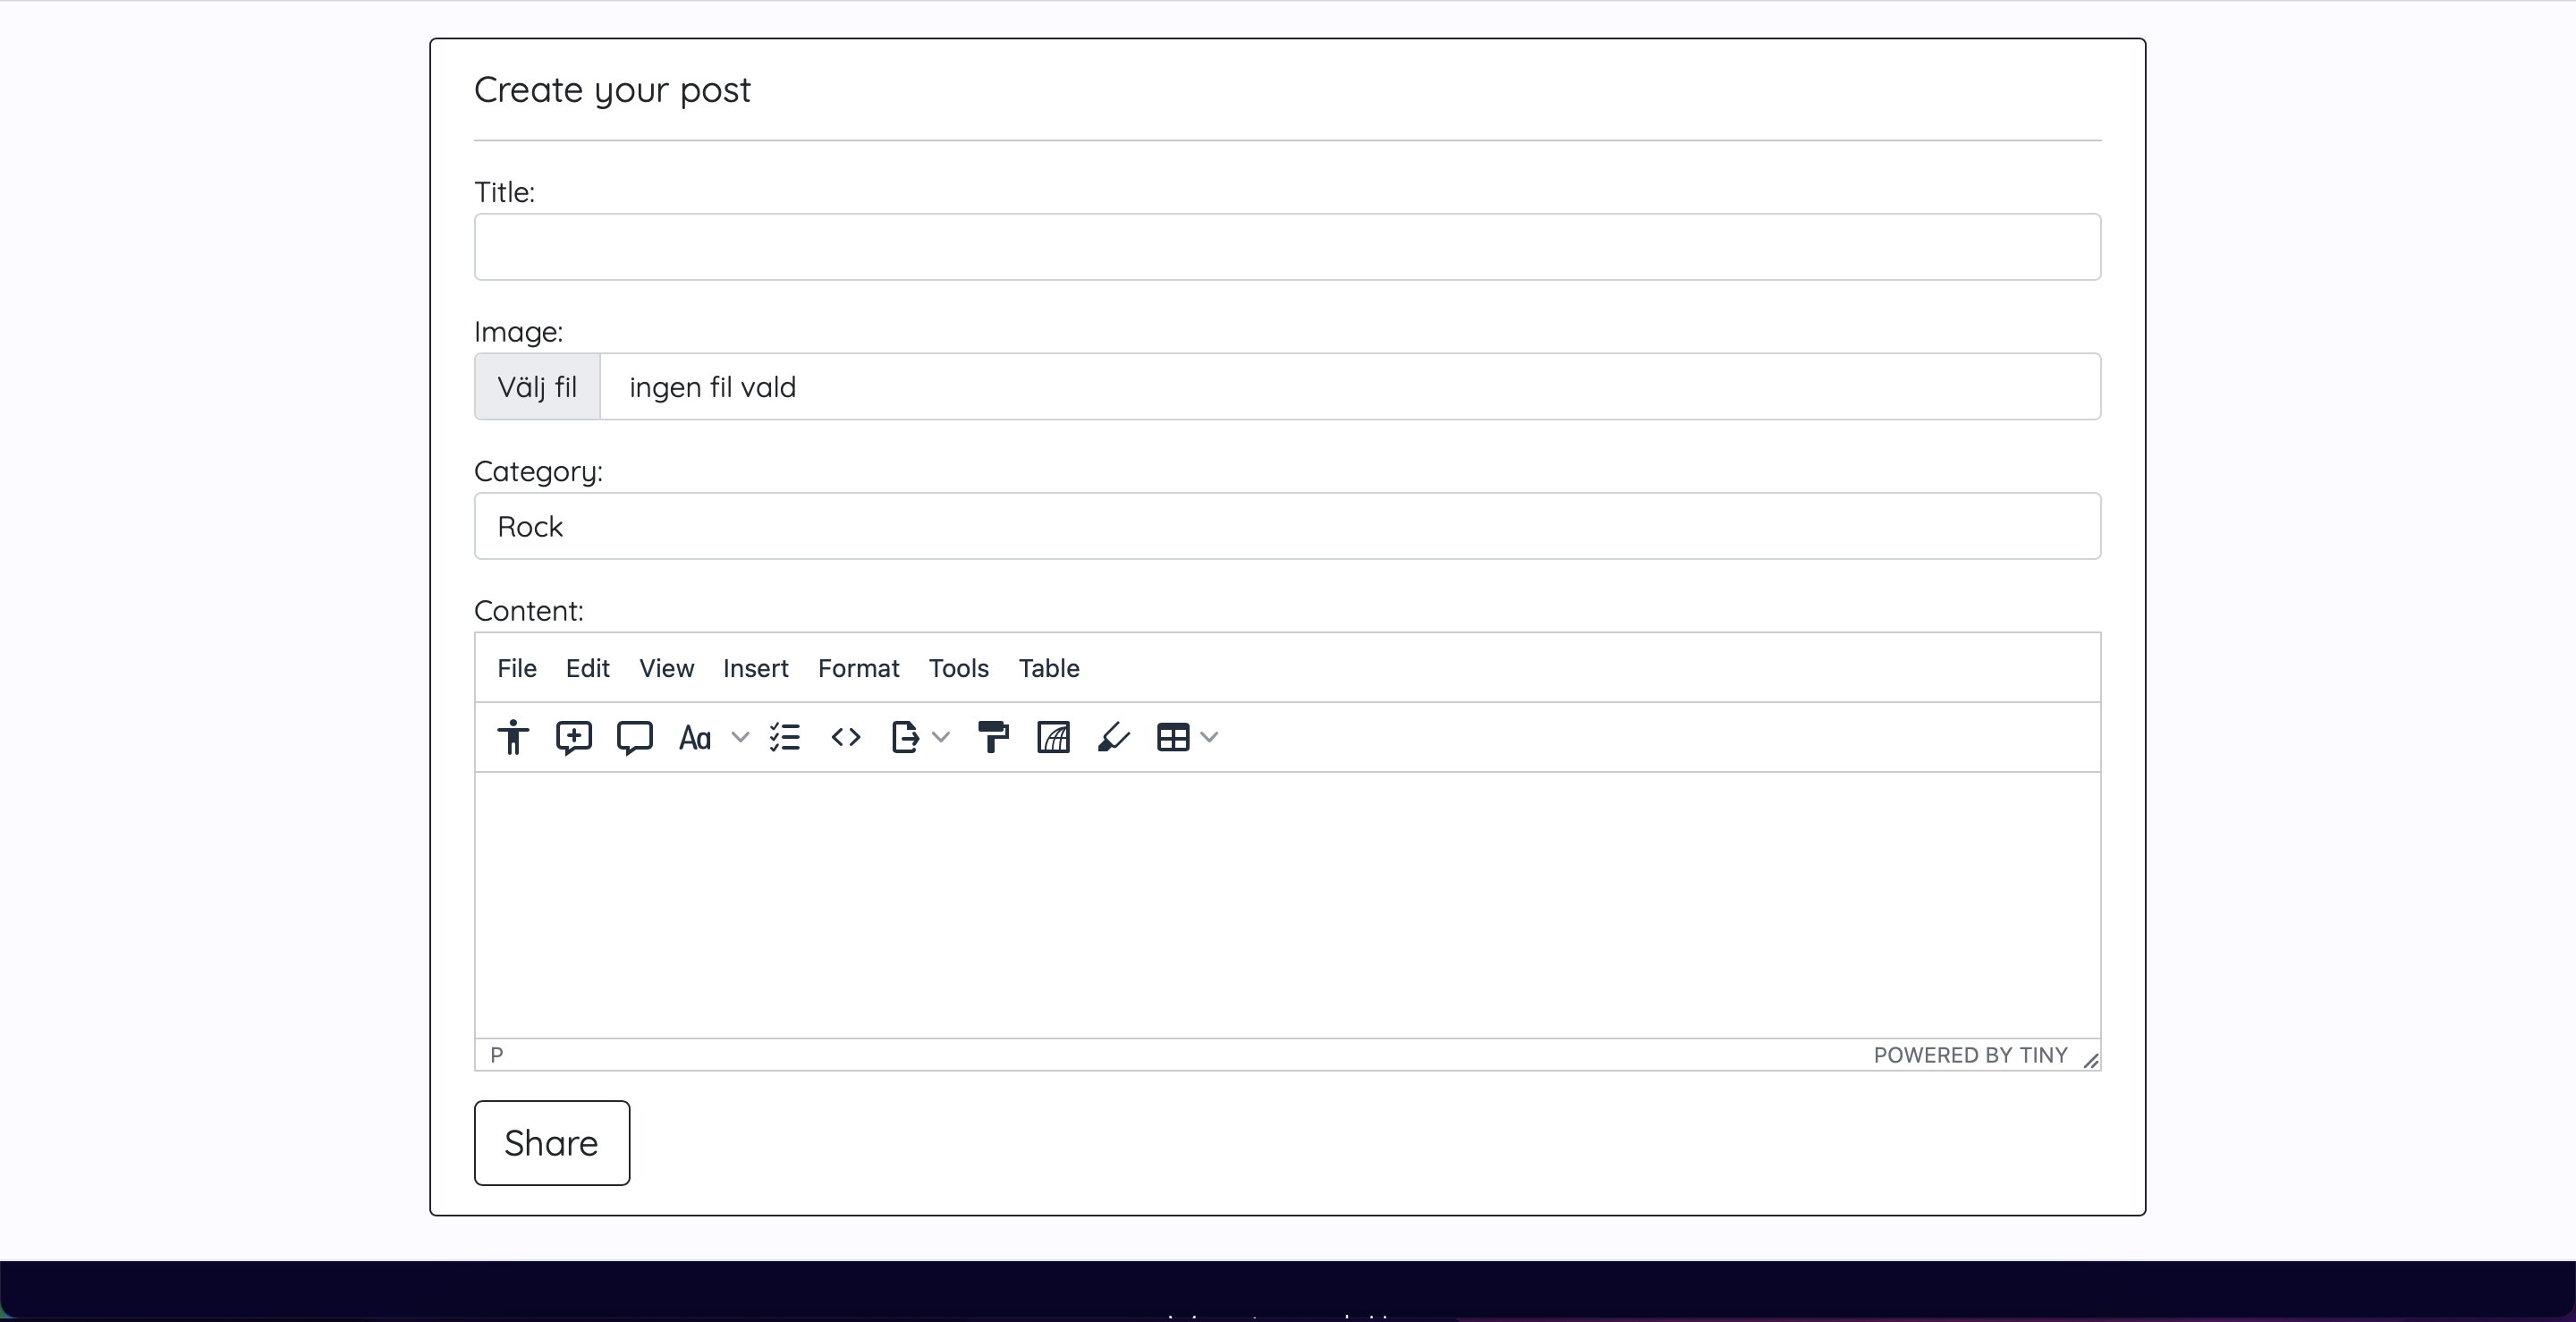 Create your post
Title:
Image:
Välj fil ingen fil vald
Category:
Rock
Content:
File Edit View Insert Format Tools Table
Aa
P POWERED BY TINY
Share